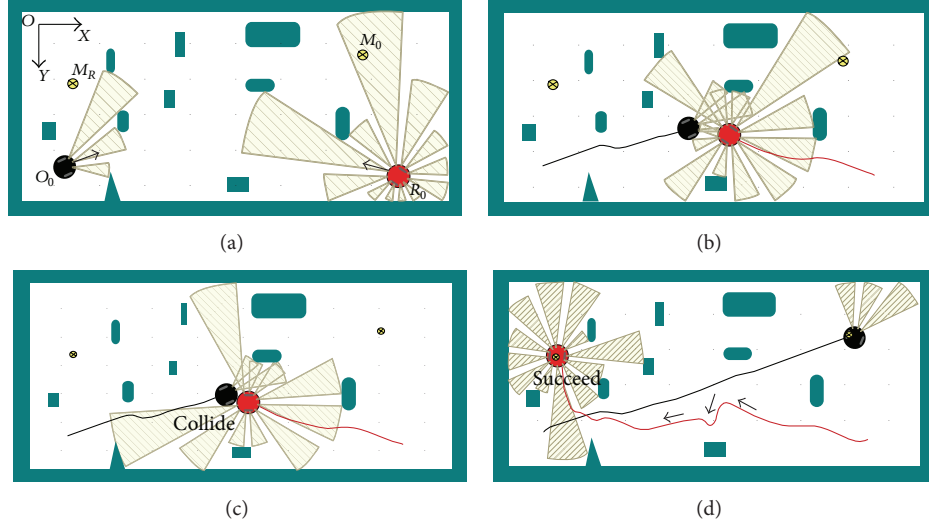 O
X
Y
M_R
M_0
O_0
R_0
(a)
(b)
Collide
(c)
Succeed
(d)